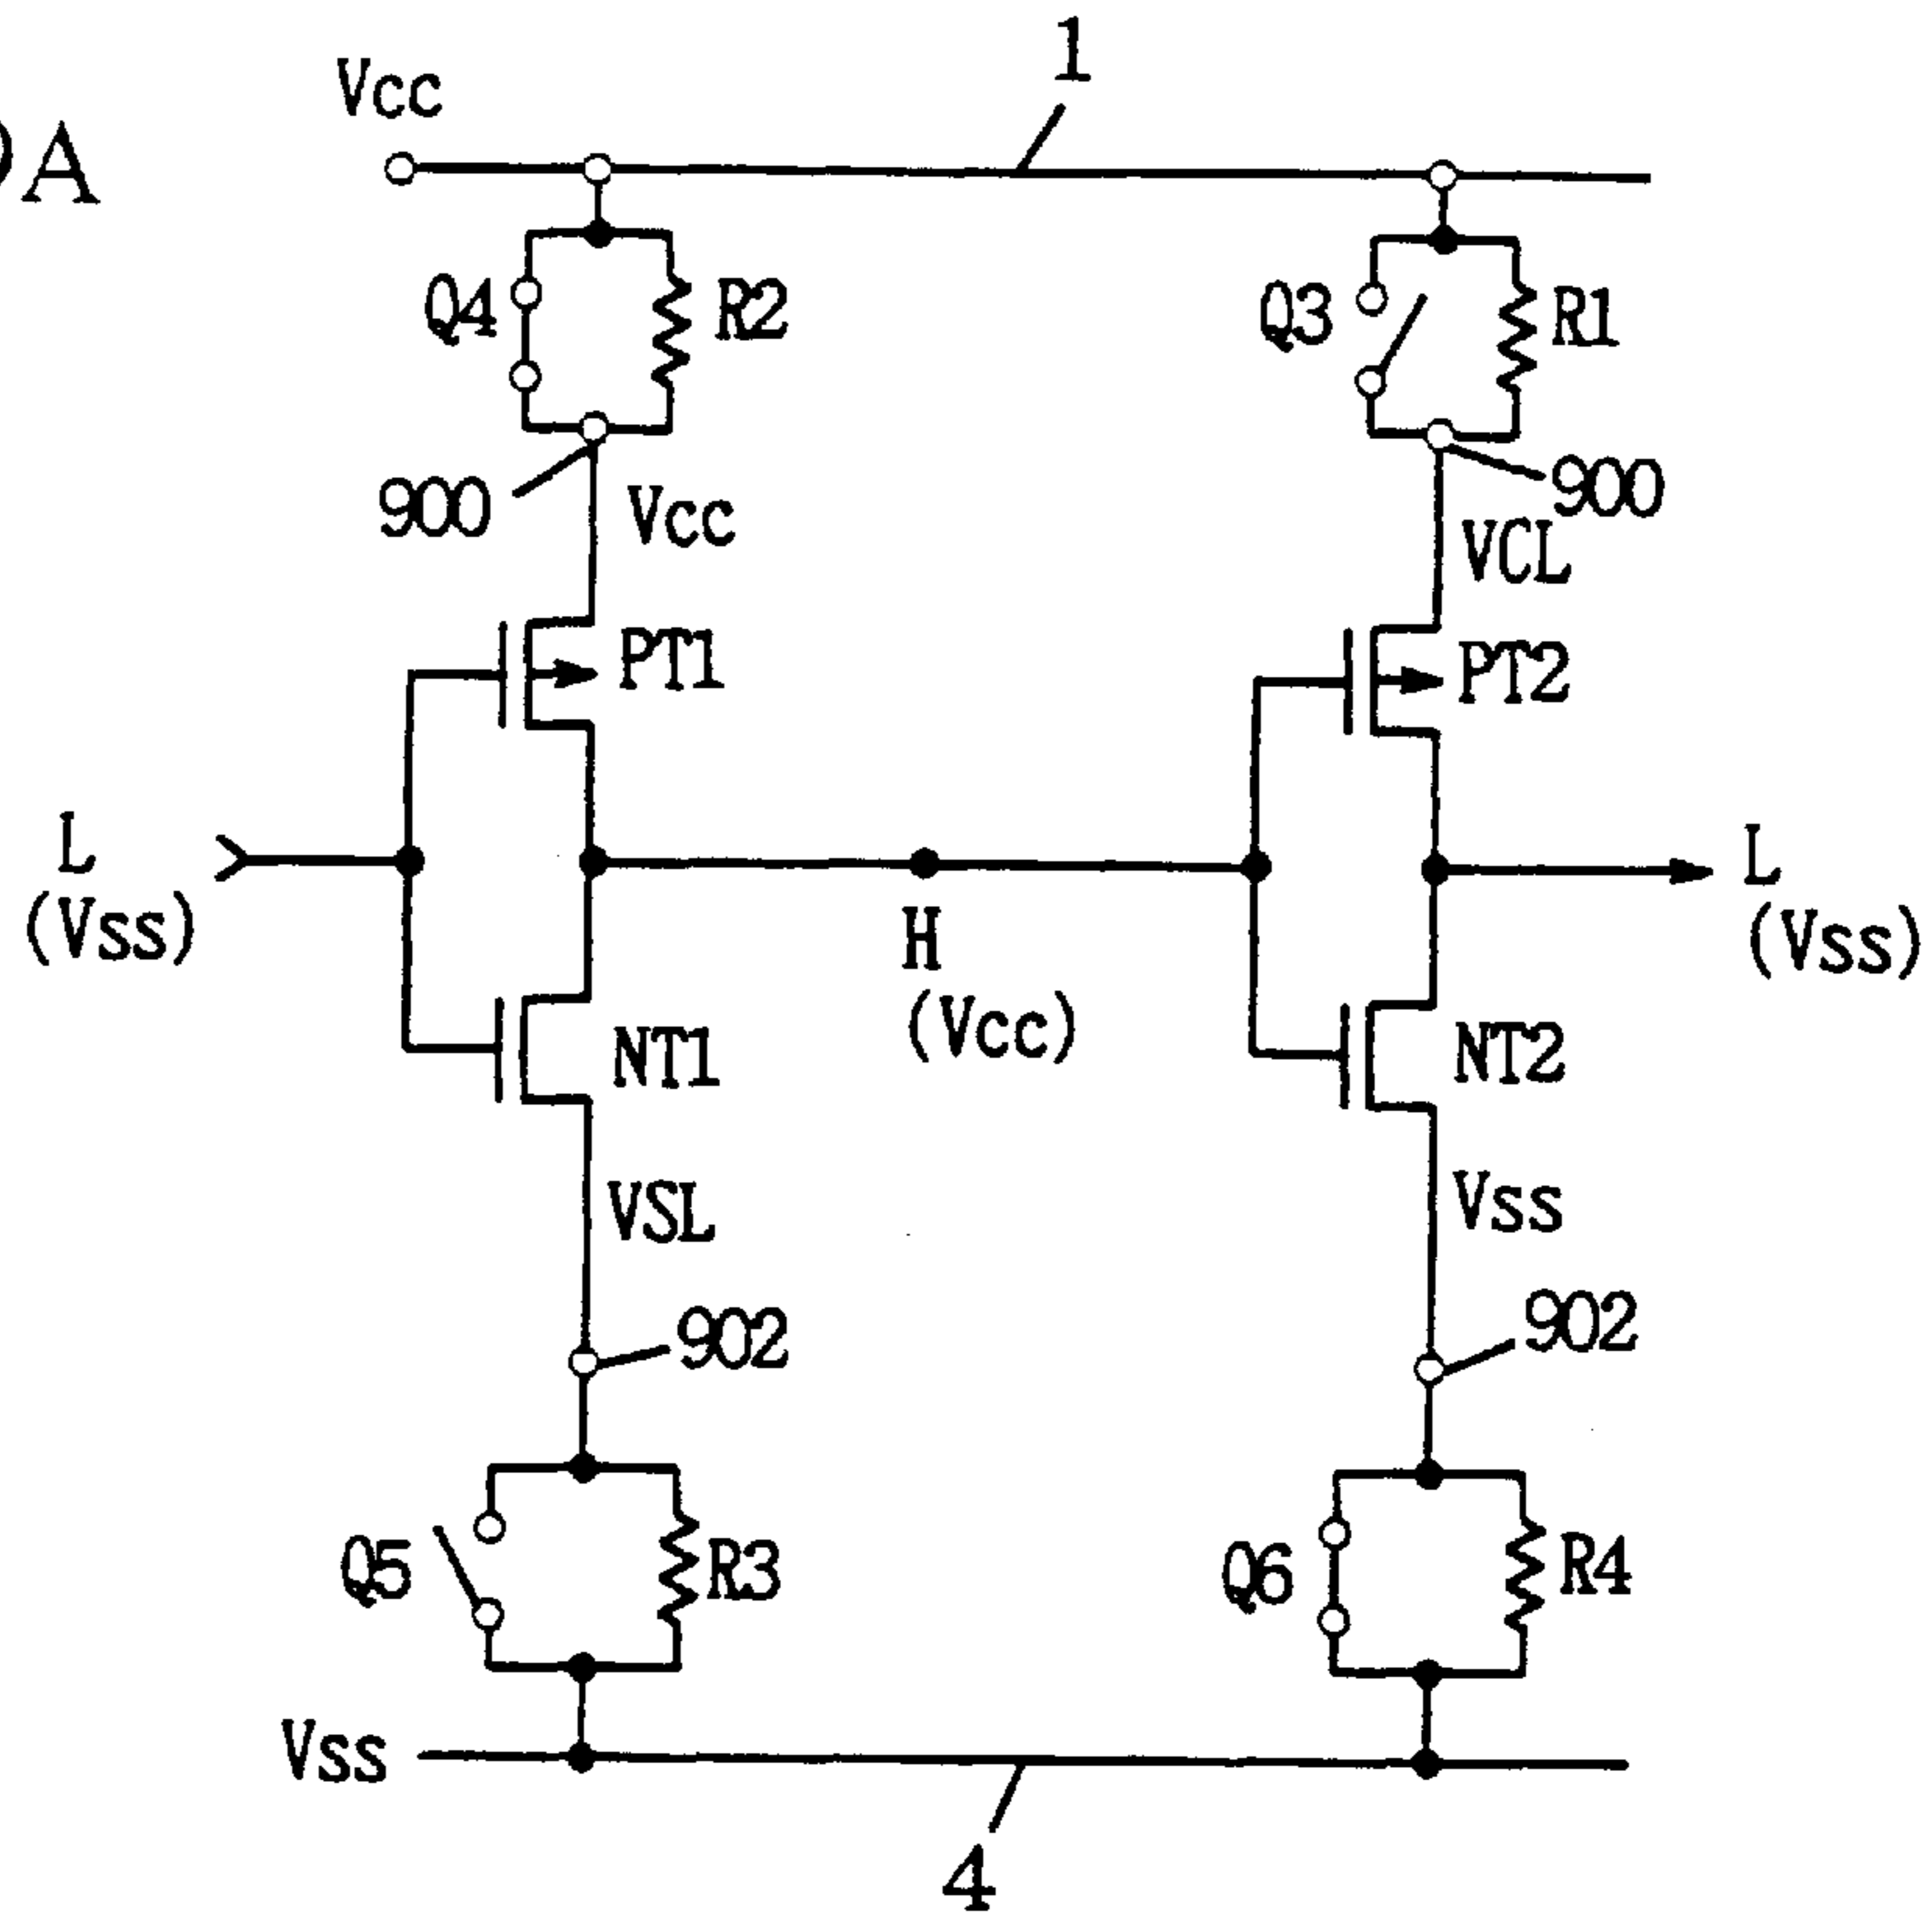 1
Vcc
A
Q4
R2
Q3
R1
900
Vcc
900
VCL
PT1
PT2
L
(Vss)
H
(Vcc)
L
(Vss)
NT1
NT2
VSL
Vss
902
902
Q5
R3
Q6
R4
Vss
4